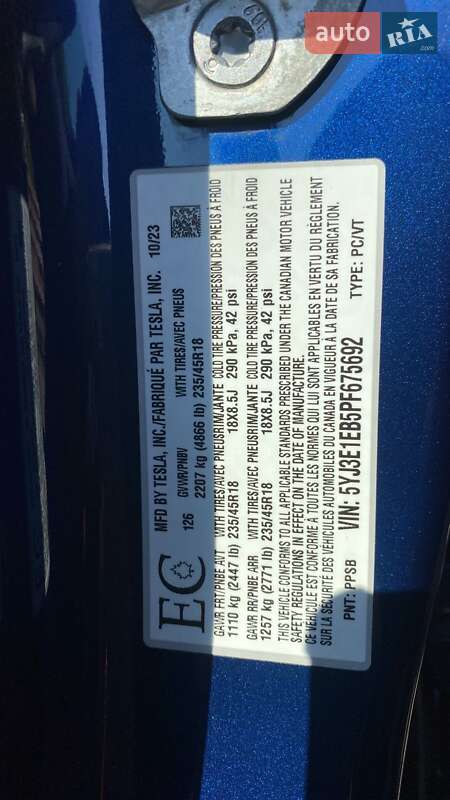 auto RIA
.com
MFD BY TESLA, INC./FABRIQUÉ PAR TESLA, INC. 10/23
EC
126
GVWR/PNBV WITH TIRES/AVEC PNEUS
2207 kg (4866 lb) 235/45R18
GAWR FRT/PNBE AVT WITH TIRES/AVEC PNEUS RIM/JANTE COLD TIRE PRESSURE/PRESSION DES PNEUS À FROID
1110 kg (2447 lb) 235/45R18 18X8.5J 290 kPa, 42 psi
GAWR RR/PNBE ARR WITH TIRES/AVEC PNEUS RIM/JANTE COLD TIRE PRESSURE/PRESSION DES PNEUS À FROID
1257 kg (2771 lb) 235/45R18 18X8.5J 290 kPa, 42 psi
THIS VEHICLE CONFORMS TO ALL APPLICABLE STANDARDS PRESCRIBED UNDER THE CANADIAN MOTOR VEHICLE
SAFETY REGULATIONS IN EFFECT ON THE DATE OF MANUFACTURE.
CE VÉHICULE EST CONFORME À TOUTES LES NORMES QUI LUI SONT APPLICABLES EN VERTU DU RÈGLEMENT
SUR LA SÉCURITÉ DES VÉHICULES AUTOMOBILES DU CANADA EN VIGUEUR À LA DATE DE SA FABRICATION.
PNT: PPSB VIN: 5YJ3E1EB5PF675692 TYPE: PC/VT